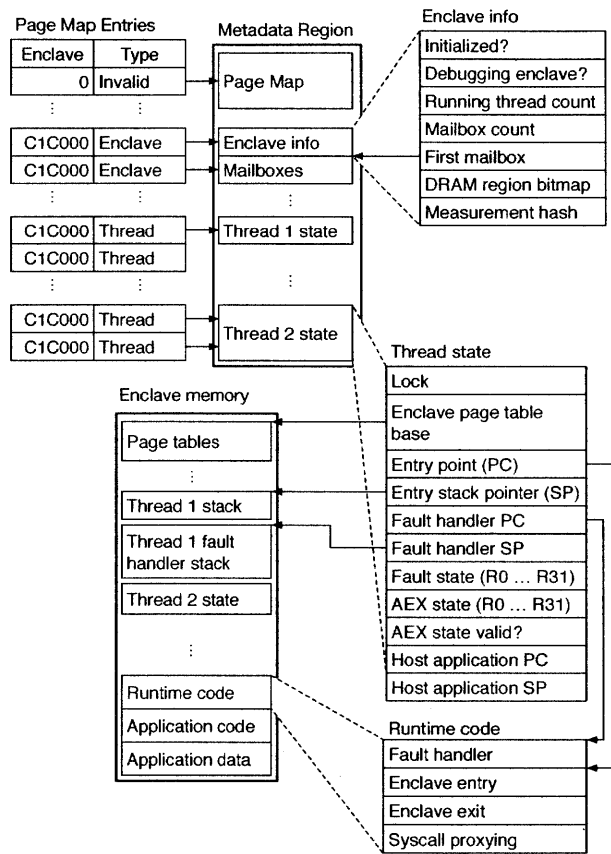 Page Map Entries
Enclave Type
0 Invalid
⋮ ⋮
C1C000 Enclave
C1C000 Enclave
⋮ ⋮
C1C000 Thread
C1C000 Thread
⋮ ⋮
C1C000 Thread
C1C000 Thread
Metadata Region
Page Map
⋮
Enclave info
Mailboxes
⋮
Thread 1 state
⋮
Thread 2 state
Enclave info
Initialized?
Debugging enclave?
Running thread count
Mailbox count
First mailbox
DRAM region bitmap
Measurement hash
Thread state
Lock
Enclave page table
base
Entry point (PC)
Entry stack pointer (SP)
Fault handler PC
Fault handler SP
Fault state (R0 ... R31)
AEX state (R0 ... R31)
AEX state valid?
Host application PC
Host application SP
Enclave memory
Page tables
⋮
Thread 1 stack
Thread 1 fault
handler stack
Thread 2 state
⋮
Runtime code
Application code
Application data
Runtime code
Fault handler
Enclave entry
Enclave exit
Syscall proxying